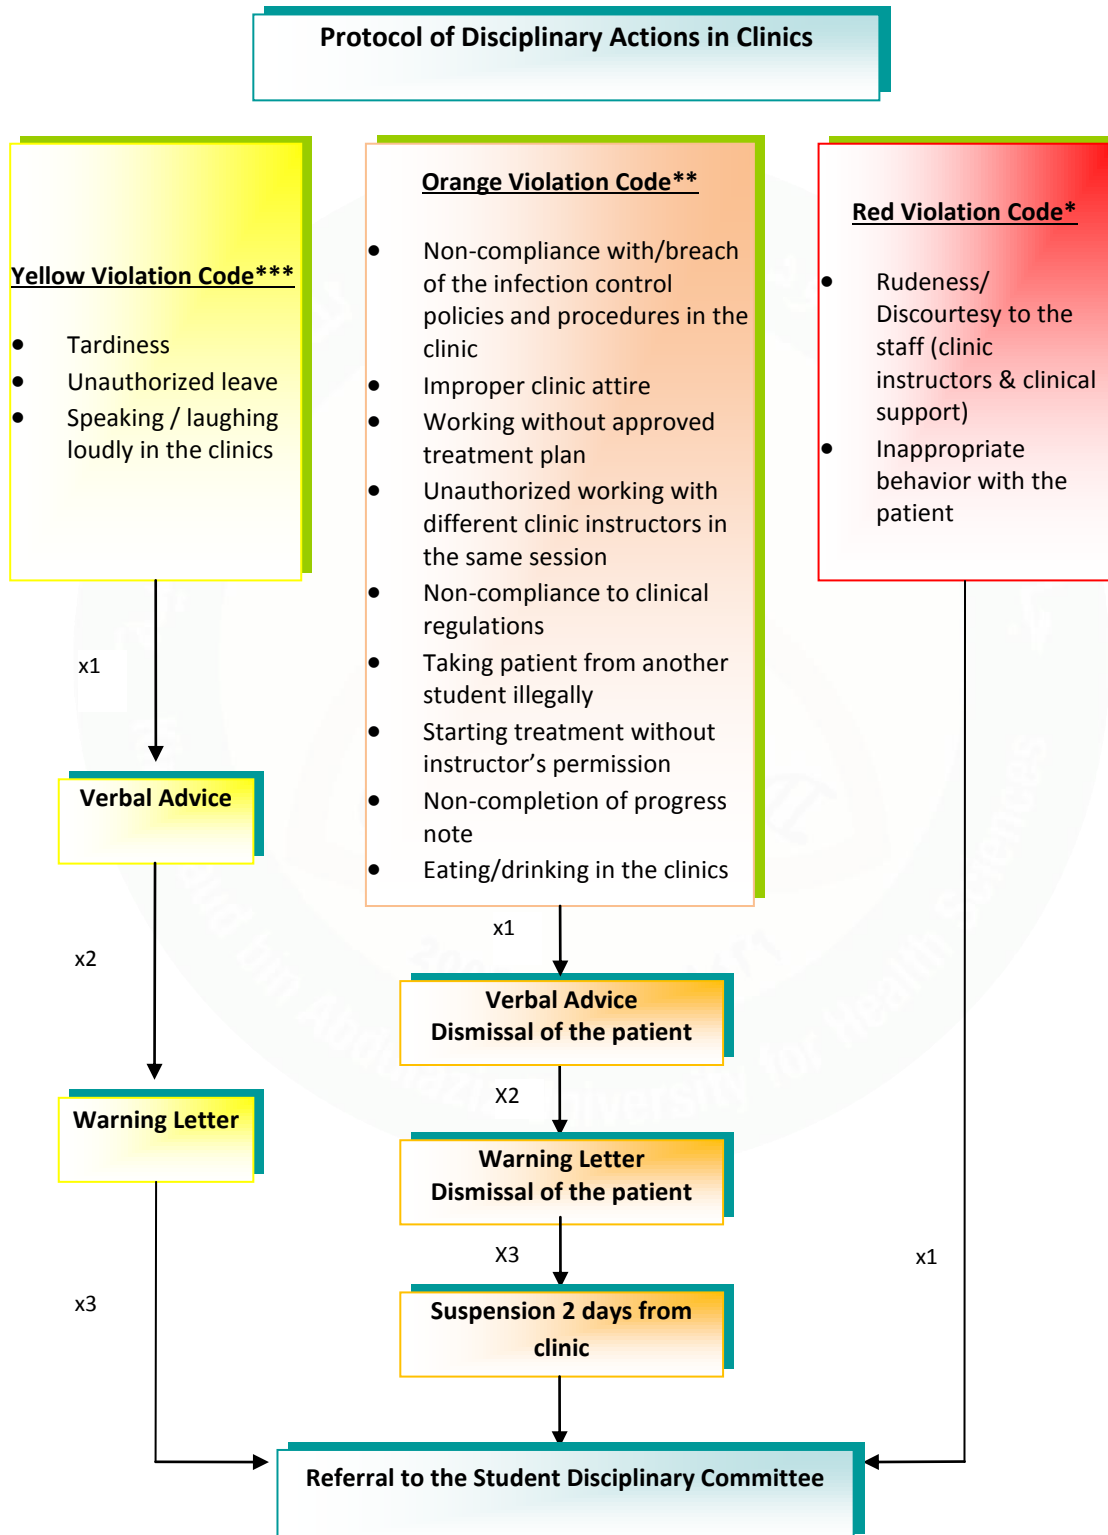 Protocol of Disciplinary Actions in Clinics
Yellow Violation Code***
● Tardiness
● Unauthorized leave
● Speaking / laughing
loudly in the clinics
Orange Violation Code**
● Non-compliance with/breach
of the infection control
policies and procedures in the
clinic
● Improper clinic attire
● Working without approved
treatment plan
● Unauthorized working with
different clinic instructors in
the same session
● Non-compliance to clinical
regulations
● Taking patient from another
student illegally
● Starting treatment without
instructor’s permission
● Non-completion of progress
note
● Eating/drinking in the clinics
Red Violation Code*
● Rudeness/
Discourtesy to the
staff (clinic
instructors & clinical
support)
● Inappropriate
behavior with the
patient
x1
Verbal Advice
x2
Warning Letter
x3
x1
Verbal Advice
Dismissal of the patient
X2
Warning Letter
Dismissal of the patient
X3
Suspension 2 days from
clinic
x1
Referral to the Student Disciplinary Committee
bin Abdulaziz University for Health Sciences